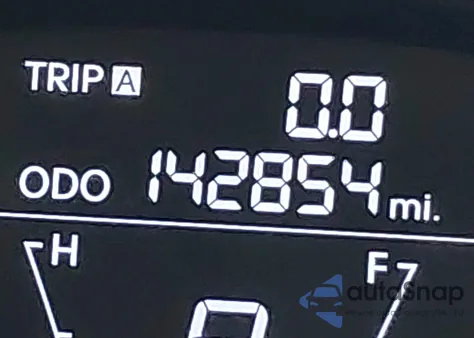 TRIP A 0.0
ODO 142854 mi.
H F
autoSnap